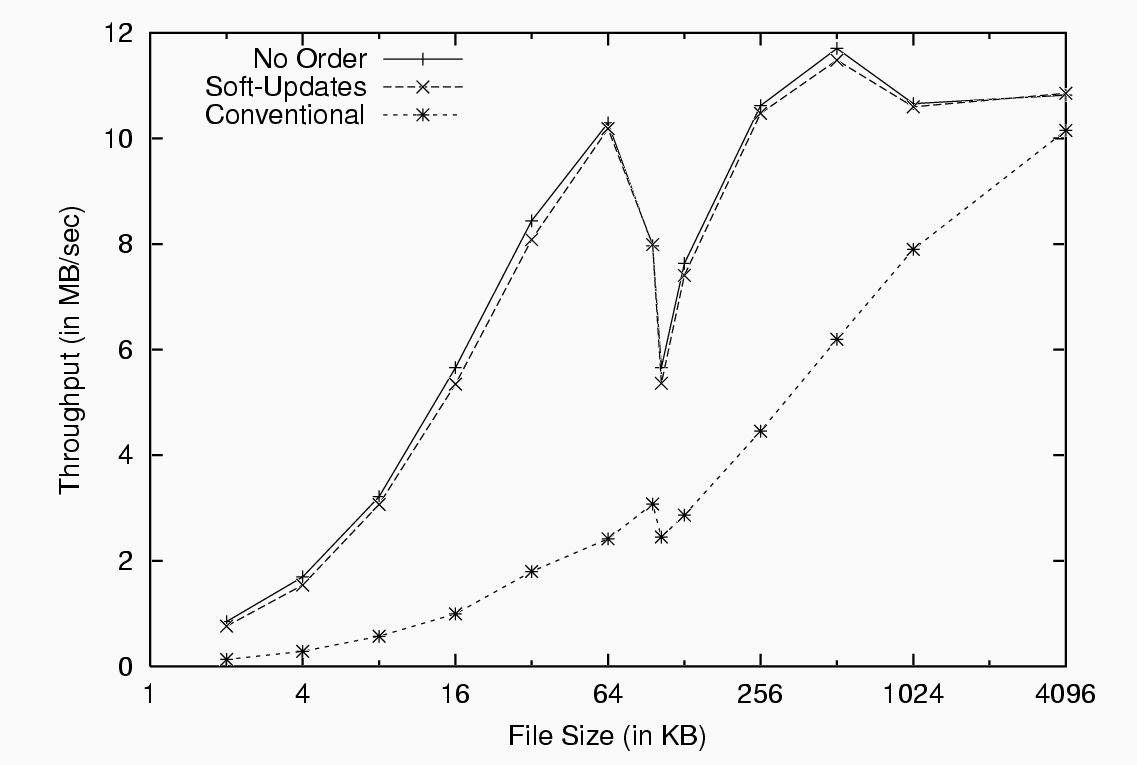 12
10
8
6
4
2
0
Throughput (in MB/sec)
No Order
Soft-Updates
Conventional
1 4 16 64 256 1024 4096
File Size (in KB)